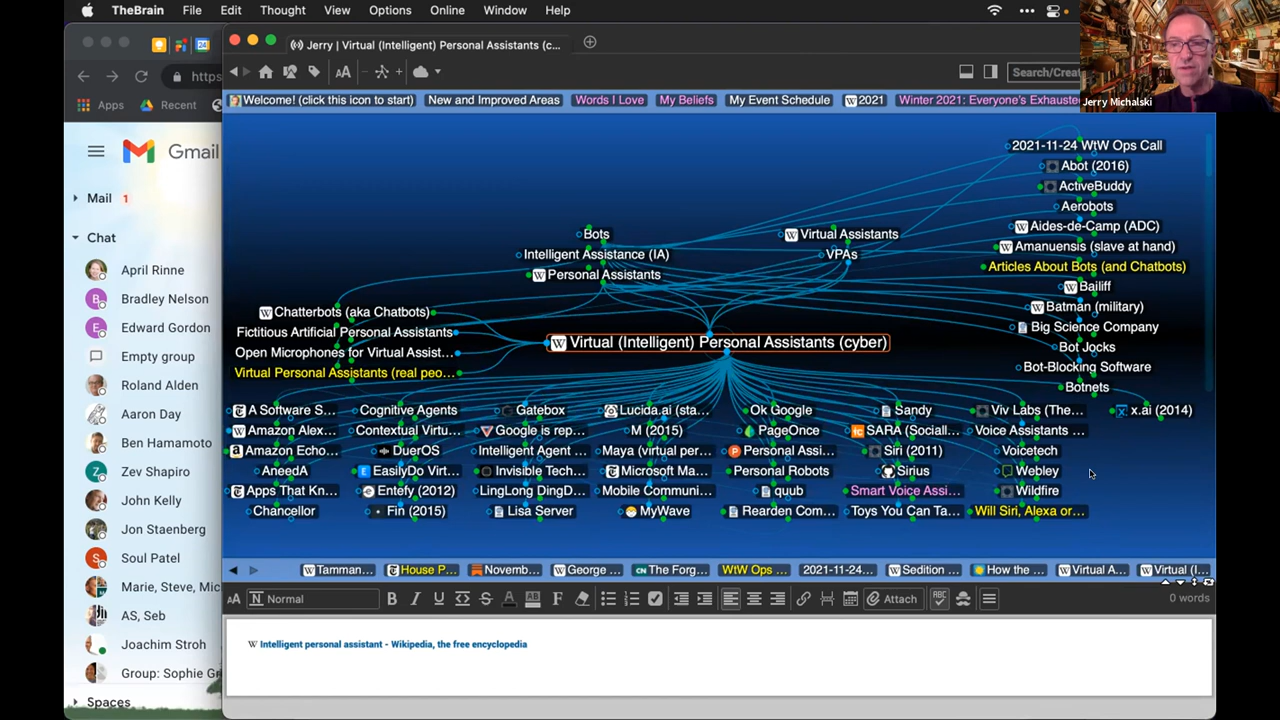 TheBrain File Edit Thought View Options Online Window Help
Jerry | Virtual (Intelligent) Personal Assistants (c...
https
AA
Search/Crea
Jerry Michalski
Apps Recent
Welcome! (click this icon to start) New and Improved Areas Words I Love My Beliefs My Event Schedule 2021 Winter 2021: Everyone's Exhauste
Gmail
Mail 1
Chat
April Rinne
Bradley Nelson
Edward Gordon
Empty group
Roland Alden
Aaron Day
Ben Hamamoto
Zev Shapiro
John Kelly
Jon Staenberg
Soul Patel
Marie, Steve, Mic
AS, Seb
Joachim Stroh
Group: Sophie Gr
Spaces
Bots
Intelligent Assistance (IA)
Personal Assistants
Virtual Assistants
VPAs
2021-11-24 WtW Ops Call
Abot (2016)
ActiveBuddy
Aerobots
Aides-de-Camp (ADC)
Amanuensis (slave at hand)
Articles About Bots (and Chatbots)
Bailiff
Batman (military)
Big Science Company
Bot Jocks
Bot-Blocking Software
Botnets
Chatterbots (aka Chatbots)
Fictitious Artificial Personal Assistants
Open Microphones for Virtual Assist...
Virtual Personal Assistants (real peo...
Virtual (Intelligent) Personal Assistants (cyber)
A Software S... Cognitive Agents Gatebox Lucida.ai (sta... Ok Google Sandy Viv Labs (The... x.ai (2014)
Amazon Alex... Contextual Virtu... Google is rep... M (2015) PageOnce SARA (Sociall... Voice Assistants ...
Amazon Echo... DuerOS Intelligent Agent ... Maya (virtual per... Personal Assi... Siri (2011) Voicetech
AneedA EasilyDo Virt... Invisible Tech... Microsoft Ma... Personal Robots Sirius Webley
Apps That Kn... Entefy (2012) LingLong DingD... Mobile Communi... quub Smart Voice Assi... Wildfire
Chancellor Fin (2015) Lisa Server MyWave Rearden Com... Toys You Can Ta... Will Siri, Alexa or...
Tamman... House P... Novemb... George ... The Forg... WtW Ops ... 2021-11-24... Sedition ... How the ... Virtual A... Virtual (I...
AA Normal B I U S A AB F Attach ABC 0 words
Intelligent personal assistant - Wikipedia, the free encyclopedia